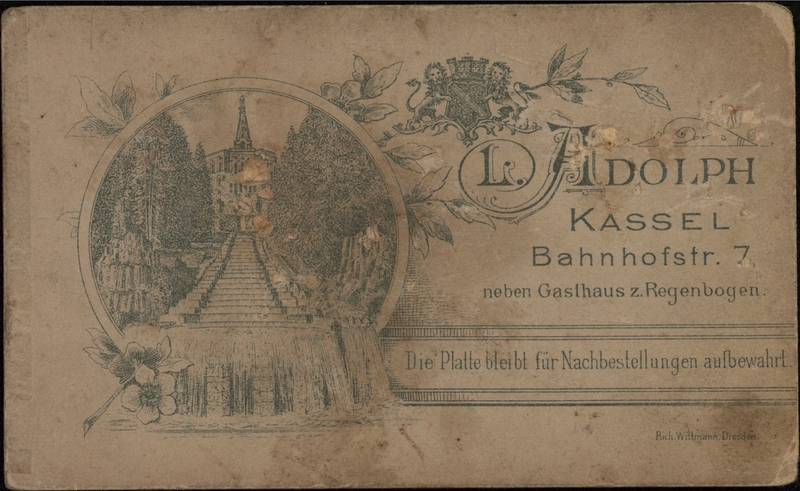 L. ADOLPH
KASSEL
Bahnhofstr. 7.
neben Gasthaus z. Regenbogen.
Die Platte bleibt für Nachbestellungen aufbewahrt.
Rich. Wittmann, Dresden.